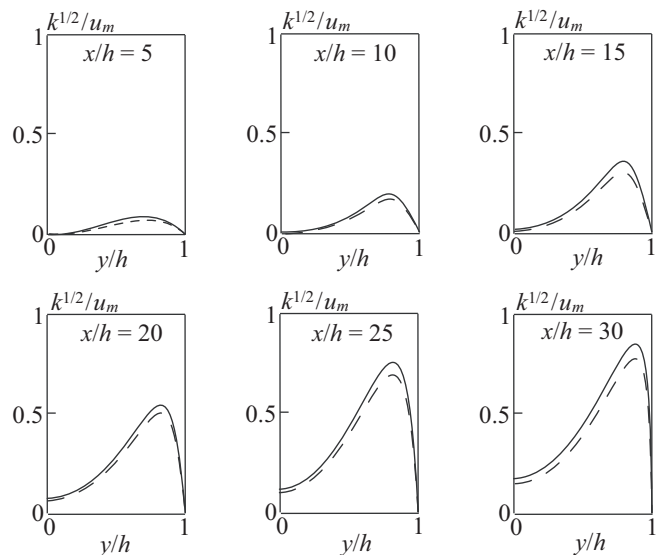 k^{1/2}/u_m k^{1/2}/u_m k^{1/2}/u_m
1 1 1
x/h = 5 x/h = 10 x/h = 15
0.5 0.5 0.5
0 0 0
0 1 0 1 0 1
y/h y/h y/h
k^{1/2}/u_m k^{1/2}/u_m k^{1/2}/u_m
1 1 1
x/h = 20 x/h = 25 x/h = 30
0.5 0.5 0.5
0 0 0
0 1 0 1 0 1
y/h y/h y/h